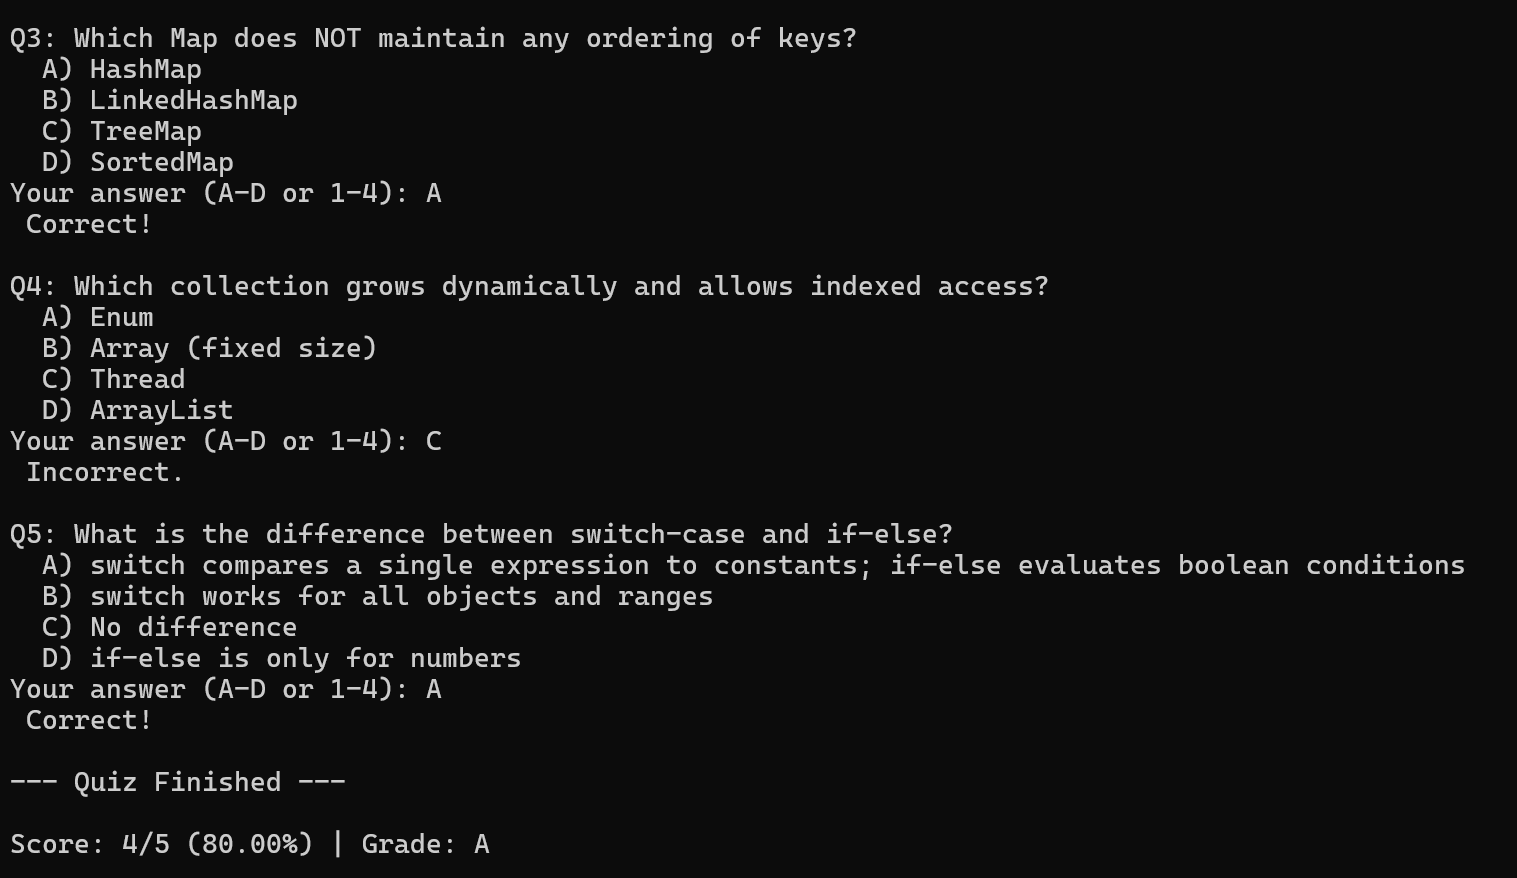 Q3: Which Map does NOT maintain any ordering of keys?
A) HashMap
B) LinkedHashMap
C) TreeMap
D) SortedMap
Your answer (A-D or 1-4): A
Correct!
Q4: Which collection grows dynamically and allows indexed access?
A) Enum
B) Array (fixed size)
C) Thread
D) ArrayList
Your answer (A-D or 1-4): C
Incorrect.
Q5: What is the difference between switch-case and if-else?
A) switch compares a single expression to constants; if-else evaluates boolean conditions
B) switch works for all objects and ranges
C) No difference
D) if-else is only for numbers
Your answer (A-D or 1-4): A
Correct!
--- Quiz Finished ---
Score: 4/5 (80.00%) | Grade: A